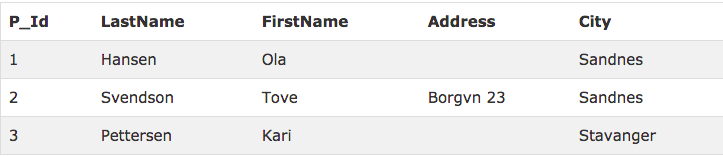 P_Id LastName FirstName Address City
1 Hansen Ola Sandnes
2 Svendson Tove Borgvn 23 Sandnes
3 Pettersen Kari Stavanger